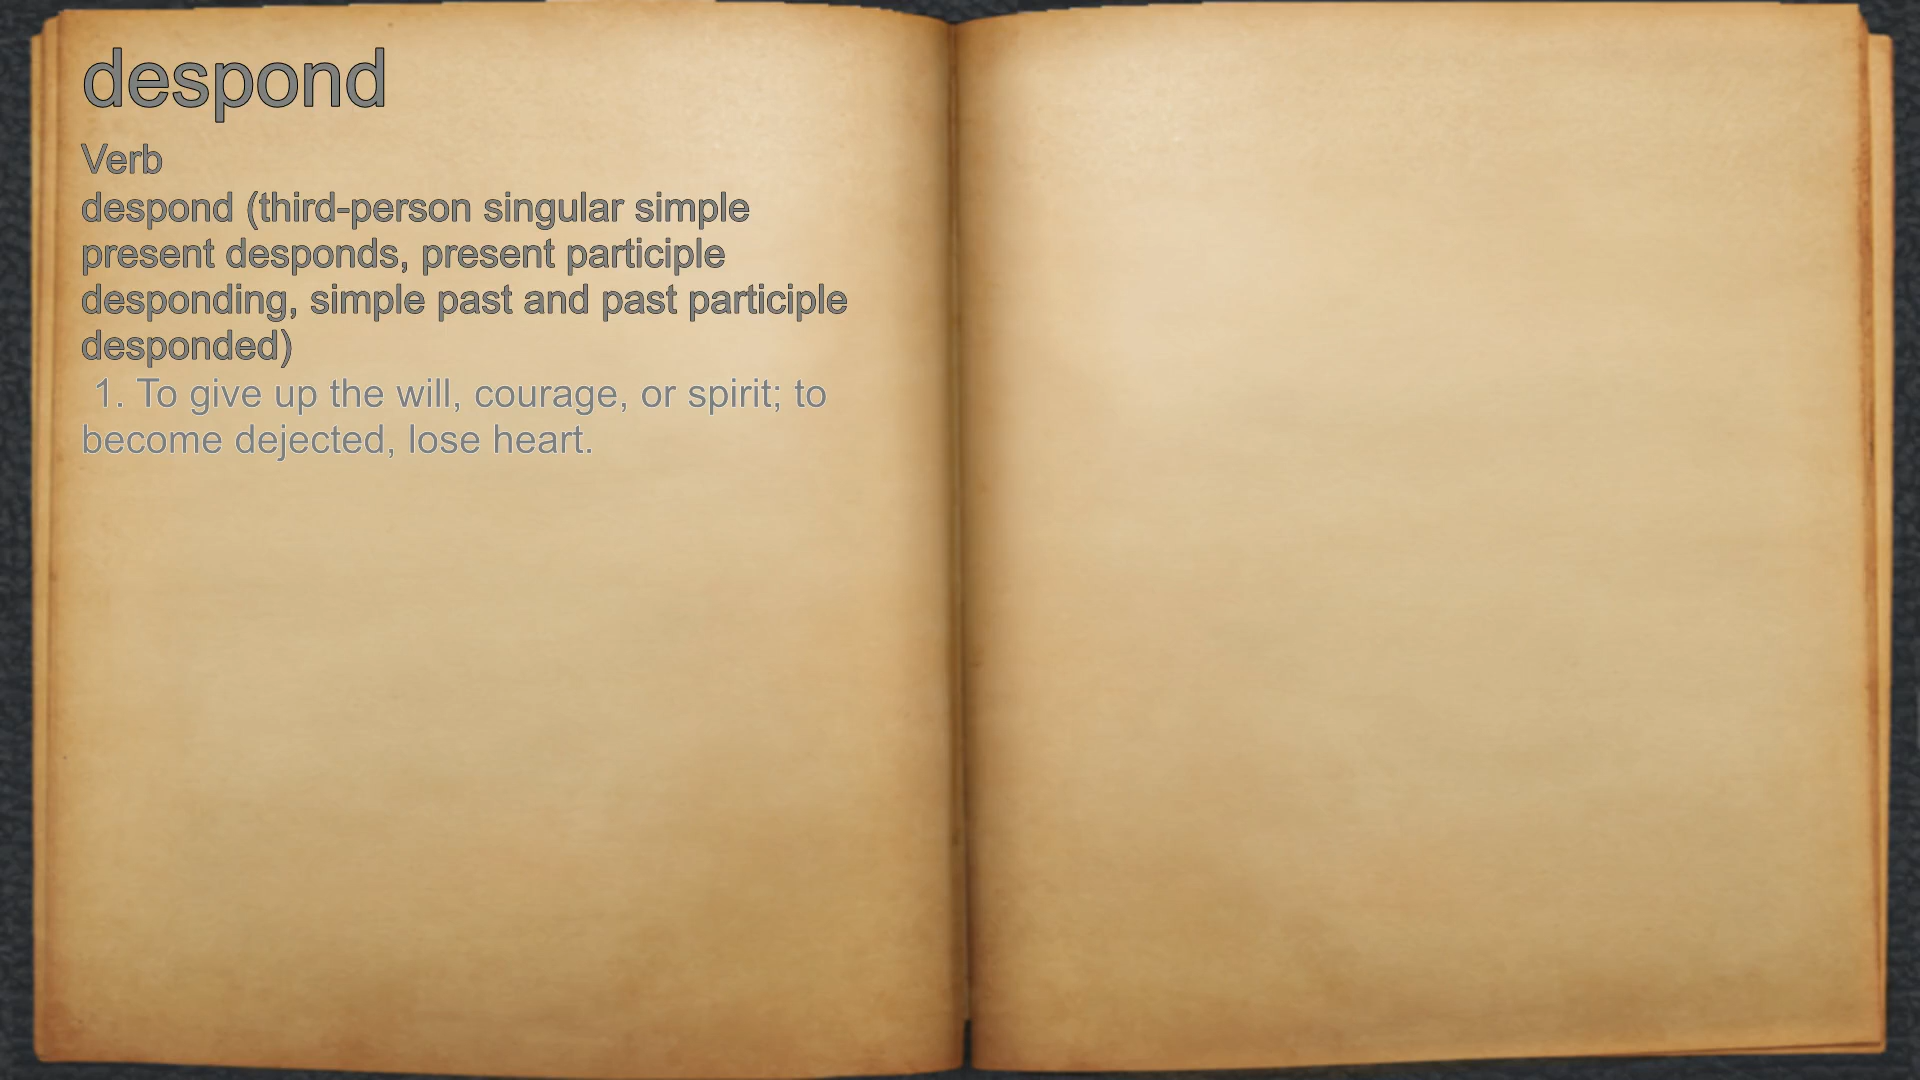 despond
Verb
despond (third-person singular simple
present desponds, present participle
desponding, simple past and past participle
desponded)
1. To give up the will, courage, or spirit; to
become dejected, lose heart.